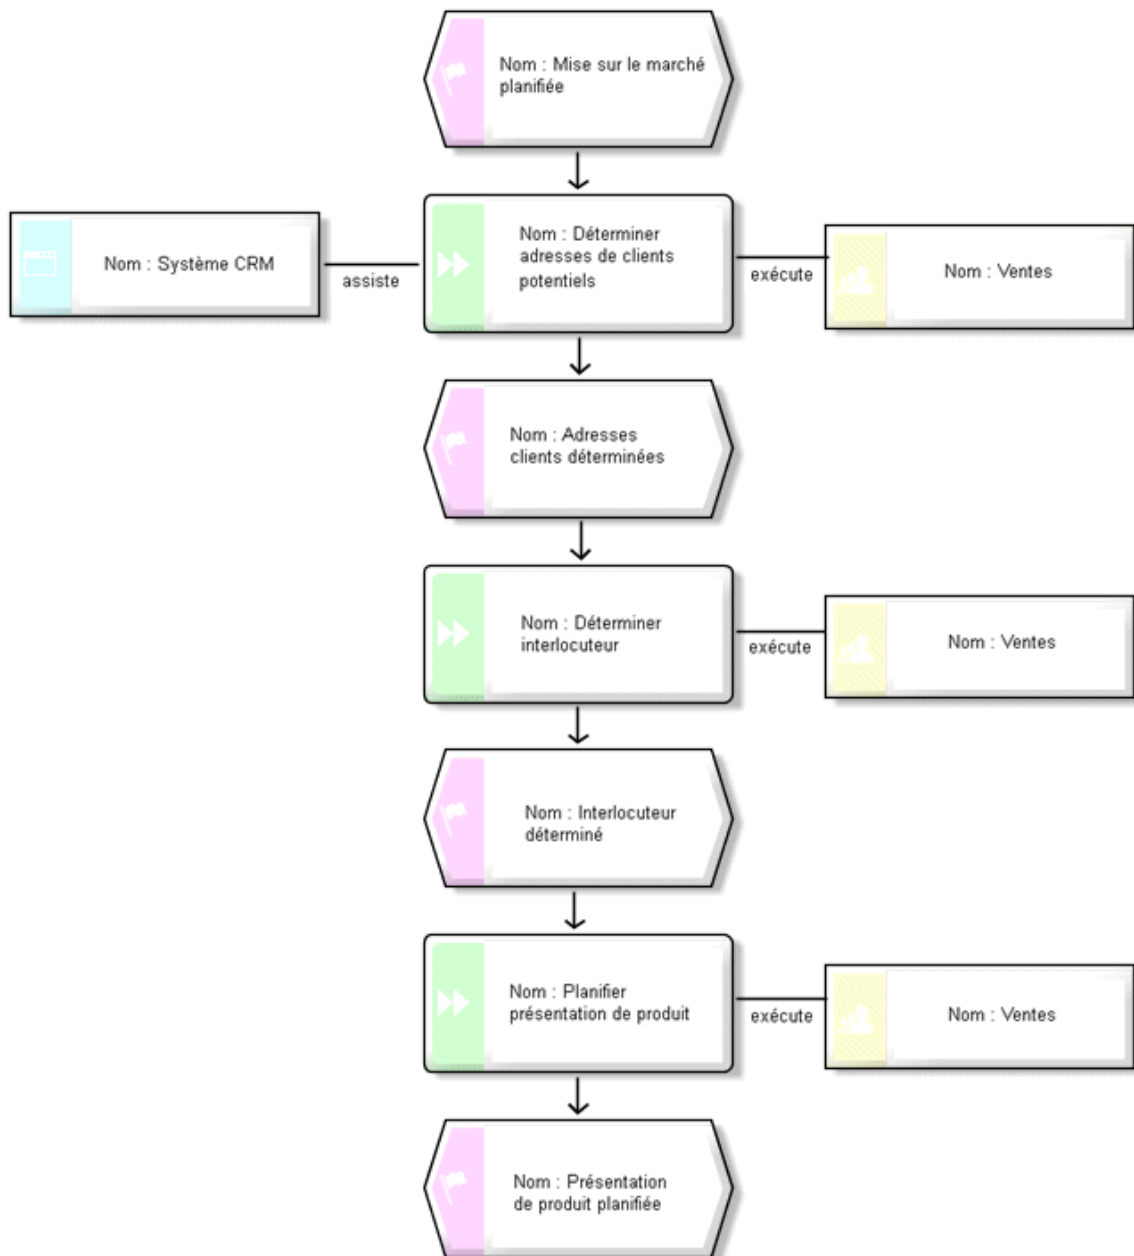 Nom : Mise sur le marché
planifiée
Nom : Système CRM
assiste
Nom : Déterminer
adresses de clients
potentiels
exécute
Nom : Ventes
Nom : Adresses
clients déterminées
Nom : Déterminer
interlocuteur
exécute
Nom : Ventes
Nom : Interlocuteur
déterminé
Nom : Planifier
présentation de produit
exécute
Nom : Ventes
Nom : Présentation
de produit planifiée